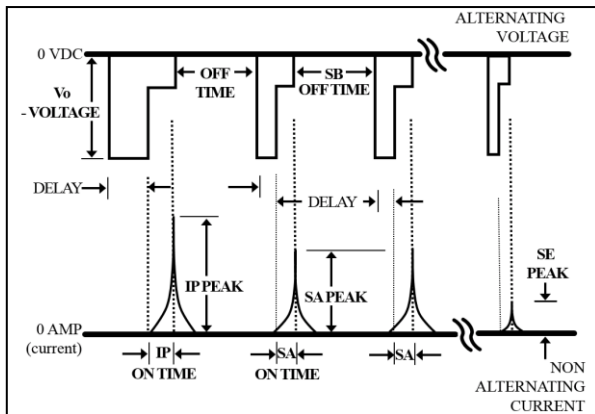 ALTERNATING
VOLTAGE
0 VDC
Vo
-VOLTAGE
OFF
TIME
SB
OFF TIME
DELAY
DELAY
IP PEAK
SA PEAK
SE
PEAK
0 AMP
(current)
IP
ON TIME
SA
ON TIME
SA
NON
ALTERNATING
CURRENT